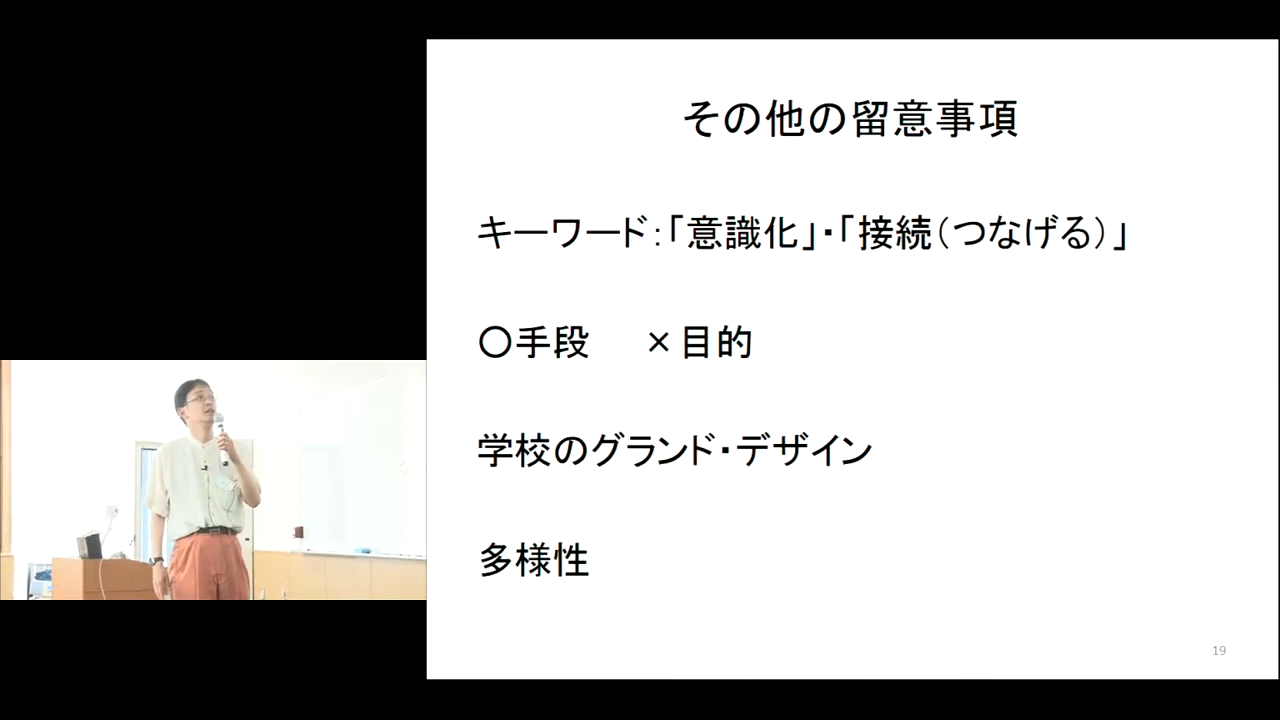 その他の留意事項
キーワード：「意識化」・「接続（つなげる）」
〇手段　×目的
学校のグランド・デザイン
多様性
19